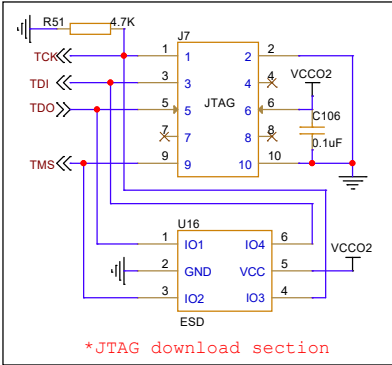 R51 4.7K
J7
TCK 1 1 2 2
VCCO2
TDI 3 3 4 4
TDO 5 5 JTAG 6 6
C106
7 7 8 8
0.1uF
TMS 9 9 10 10
U16
1 IO1 IO4 6
VCCO2
2 GND VCC 5
3 IO2 IO3 4
ESD
*JTAG download section